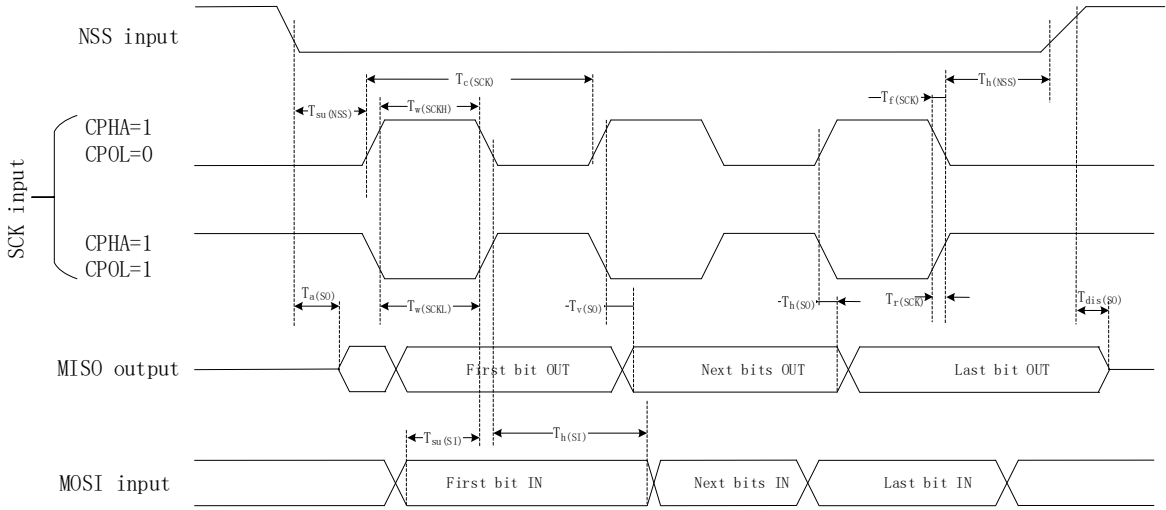 NSS input
Tc(SCK)
Th(NSS)
Tsu(NSS)
Tw(SCKH)
Tf(SCK)
SCK input
CPHA=1
CPOL=0
CPHA=1
CPOL=1
Ta(SO)
Tw(SCKL)
Tv(SO)
Th(SO)
Tr(SCK)
Tdis(SO)
MISO output
First bit OUT
Next bits OUT
Last bit OUT
Tsu(SI)
Th(SI)
MOSI input
First bit IN
Next bits IN
Last bit IN